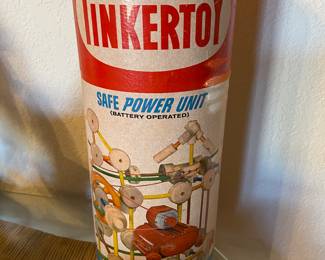 TINKERTOY
SAFE POWER UNIT
(BATTERY OPERATED)